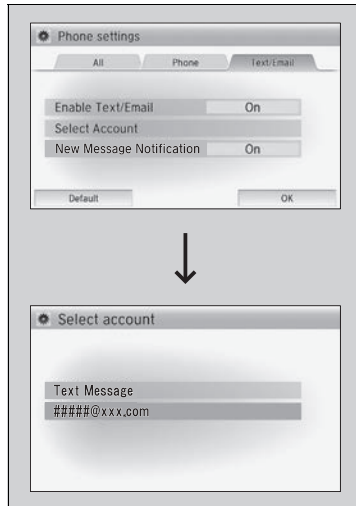 Phone settings
All Phone Text/Email
Enable Text/Email On
Select Account
New Message Notification On
Default OK
Select account
Text Message
#####@xxx.com